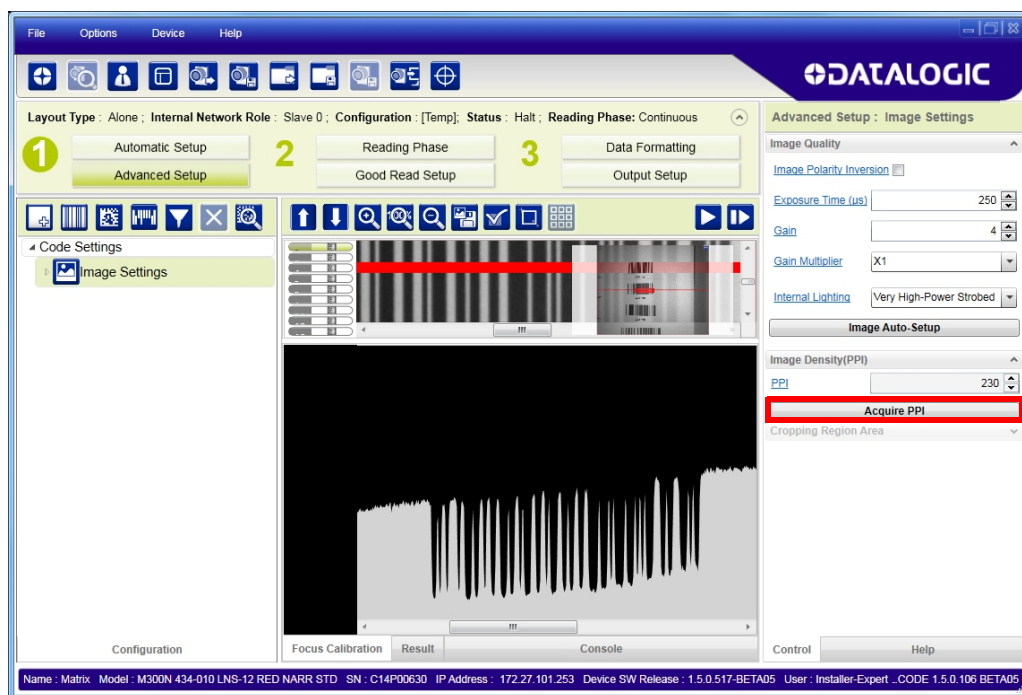 File Options Device Help
DATALOGIC
Layout Type : Alone ; Internal Network Role : Slave 0 ; Configuration : [Temp]; Status : Halt ; Reading Phase: Continuous
1 Automatic Setup 2 Reading Phase 3 Data Formatting
Advanced Setup Good Read Setup Output Setup
100%
Code Settings
Image Settings
Configuration
Focus Calibration Result Console
Advanced Setup : Image Settings
Image Quality
Image Polarity Inversion
Exposure Time (µs) 250
Gain 4
Gain Multiplier X1
Internal Lighting Very High-Power Strobed
Image Auto-Setup
Image Density(PPI)
PPI 230
Acquire PPI
Cropping Region Area
Control Help
Name : Matrix Model : M300N 434-010 LNS-12 RED NARR STD SN : C14P00630 IP Address : 172.27.101.253 Device SW Release : 1.5.0.517-BETA05 User : Installer-Expert _CODE 1.5.0.106 BETA05